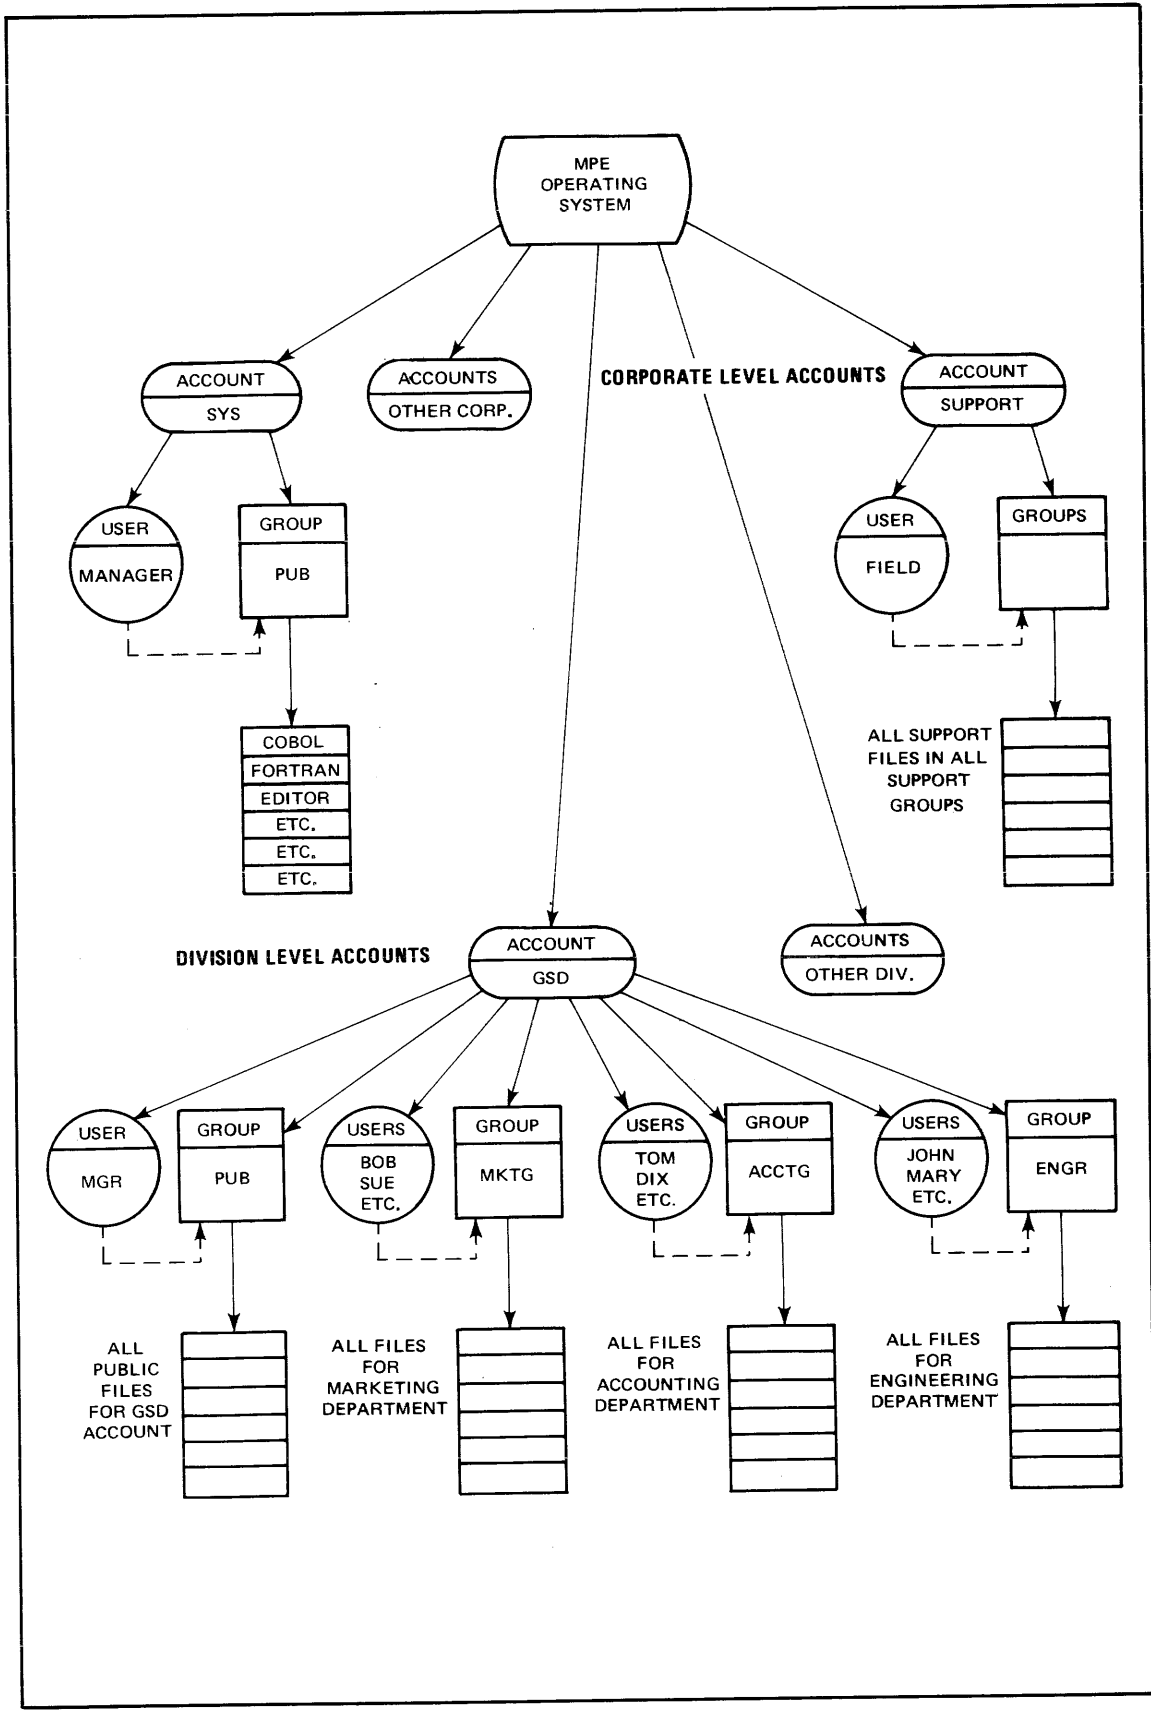 MPE
OPERATING
SYSTEM
ACCOUNT
SYS
ACCOUNTS
OTHER CORP.
CORPORATE LEVEL ACCOUNTS
ACCOUNT
SUPPORT
USER
MANAGER
GROUP
PUB
USER
FIELD
GROUPS
COBOL
FORTRAN
EDITOR
ETC.
ETC.
ETC.
ALL SUPPORT
FILES IN ALL
SUPPORT
GROUPS
DIVISION LEVEL ACCOUNTS
ACCOUNT
GSD
ACCOUNTS
OTHER DIV.
USER
MGR
GROUP
PUB
USERS
BOB
SUE
ETC.
GROUP
MKTG
USERS
TOM
DIX
ETC.
GROUP
ACCTG
USERS
JOHN
MARY
ETC.
GROUP
ENGR
ALL
PUBLIC
FILES
FOR GSD
ACCOUNT
ALL FILES
FOR
MARKETING
DEPARTMENT
ALL FILES
FOR
ACCOUNTING
DEPARTMENT
ALL FILES
FOR
ENGINEERING
DEPARTMENT